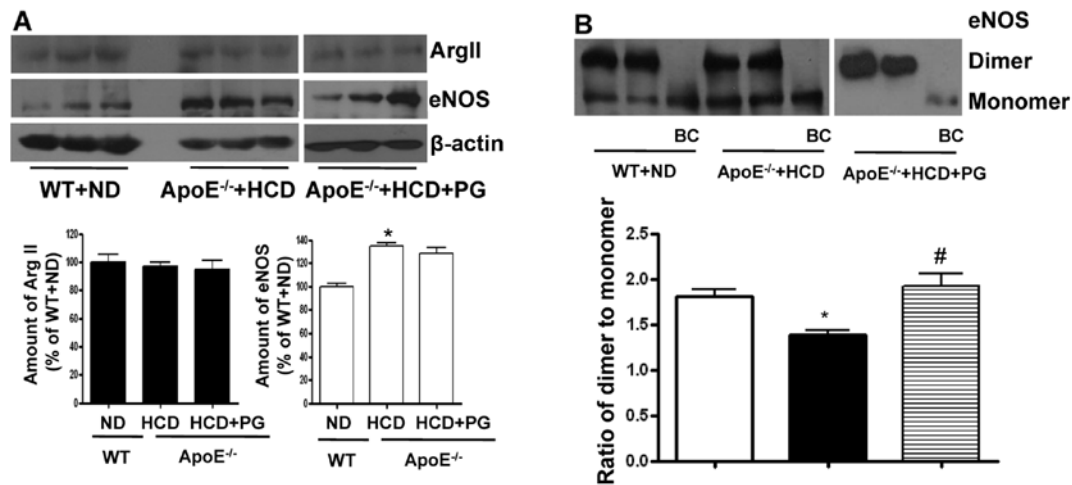 A
ArgII
eNOS
β-actin
WT+ND ApoE-/-+HCD ApoE-/-+HCD+PG
Amount of Arg II
(% of WT+ND)
120
100
80
60
40
20
0
ND HCD HCD+PG
WT ApoE-/-
Amount of eNOS
(% of WT+ND)
140
120
100
80
60
40
20
0
*
ND HCD HCD+PG
WT ApoE-/-
B
eNOS
Dimer
Monomer
BC BC BC
WT+ND ApoE-/-+HCD ApoE-/-+HCD+PG
Ratio of dimer to monomer
2.5
2.0
1.5
1.0
0.5
0.0
*
#